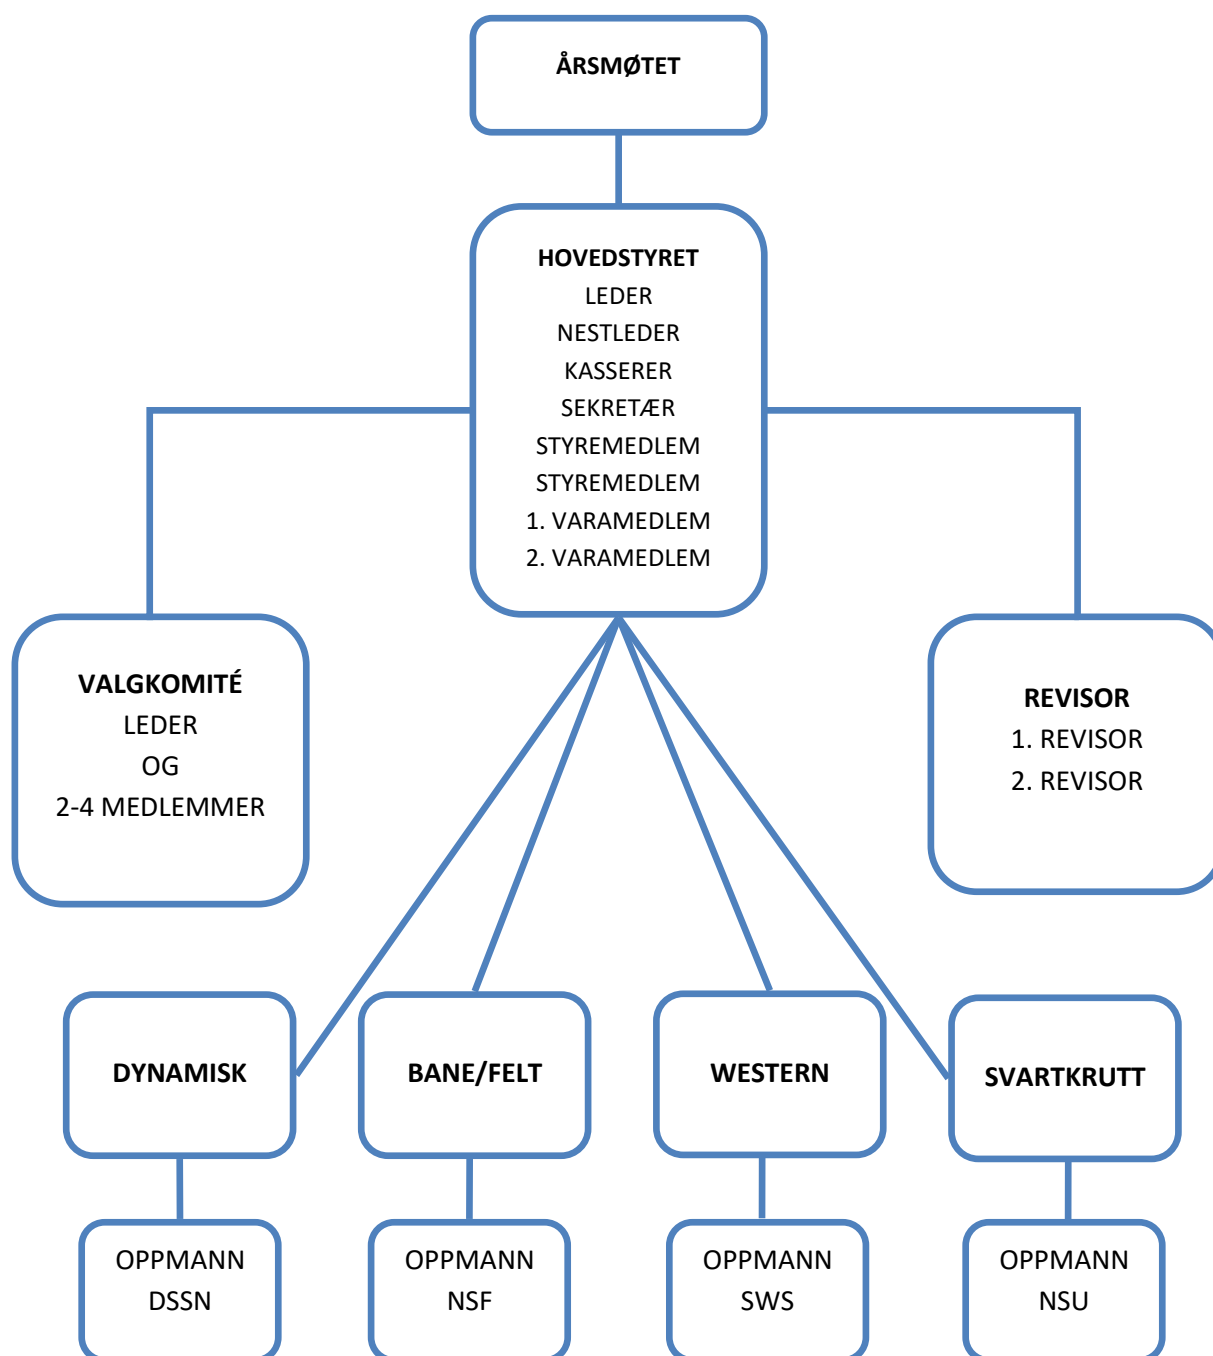 ÅRSMØTET
HOVEDSTYRET
LEDER
NESTLEDER
KASSERER
SEKRETÆR
STYREMEDLEM
STYREMEDLEM
1. VARAMEDLEM
2. VARAMEDLEM
VALGKOMITÉ
LEDER
OG
2-4 MEDLEMMER
REVISOR
1. REVISOR
2. REVISOR
DYNAMISK
BANE/FELT
WESTERN
SVARTKRUTT
OPPMANN
DSSN
OPPMANN
NSF
OPPMANN
SWS
OPPMANN
NSU